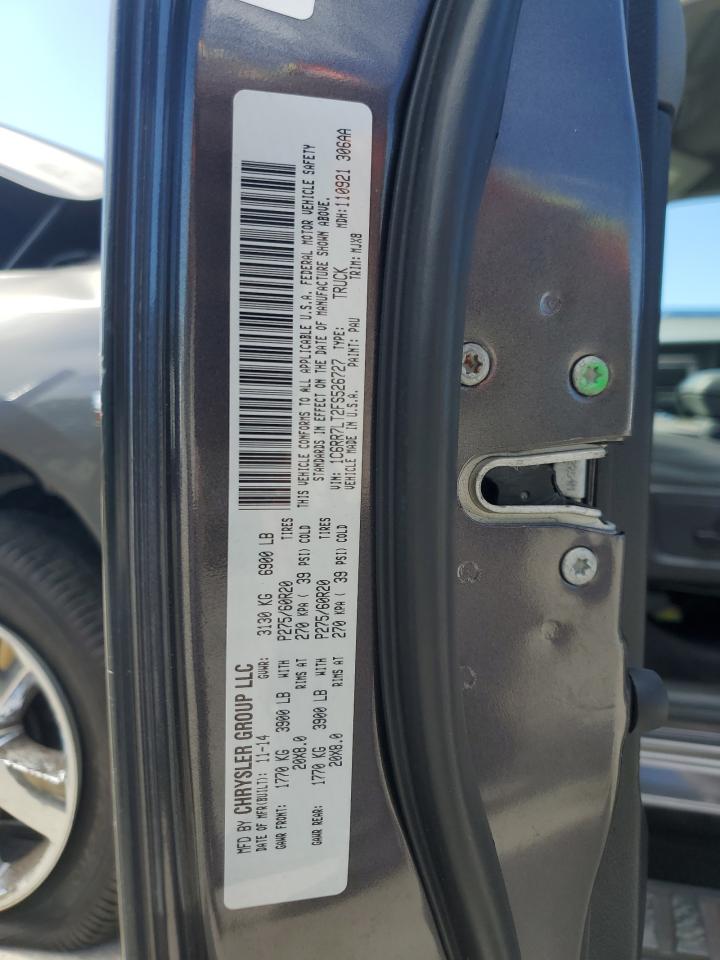 MFD BY CHRYSLER GROUP LLC
DATE OF MFR(BUILT): 11-14 GVWR: 3130 KG 6900 LB
GAWR FRONT: 1770 KG 3900 LB WITH P275/60R20 TIRES
20X8.0 RIMS AT 270 KPA ( 39 PSI) COLD
GAWR REAR: 1770 KG 3900 LB WITH P275/60R20 TIRES
20X8.0 RIMS AT 270 KPA ( 39 PSI) COLD
THIS VEHICLE CONFORMS TO ALL APPLICABLE U.S.A. FEDERAL MOTOR VEHICLE SAFETY
STANDARDS IN EFFECT ON THE DATE OF MANUFACTURE SHOWN ABOVE.
VIN: 1C6RR7LT2FS526727 TYPE: TRUCK MDH:110921 306AA
VEHICLE MADE IN U.S.A. PAINT: PAU TRIM: MJX8